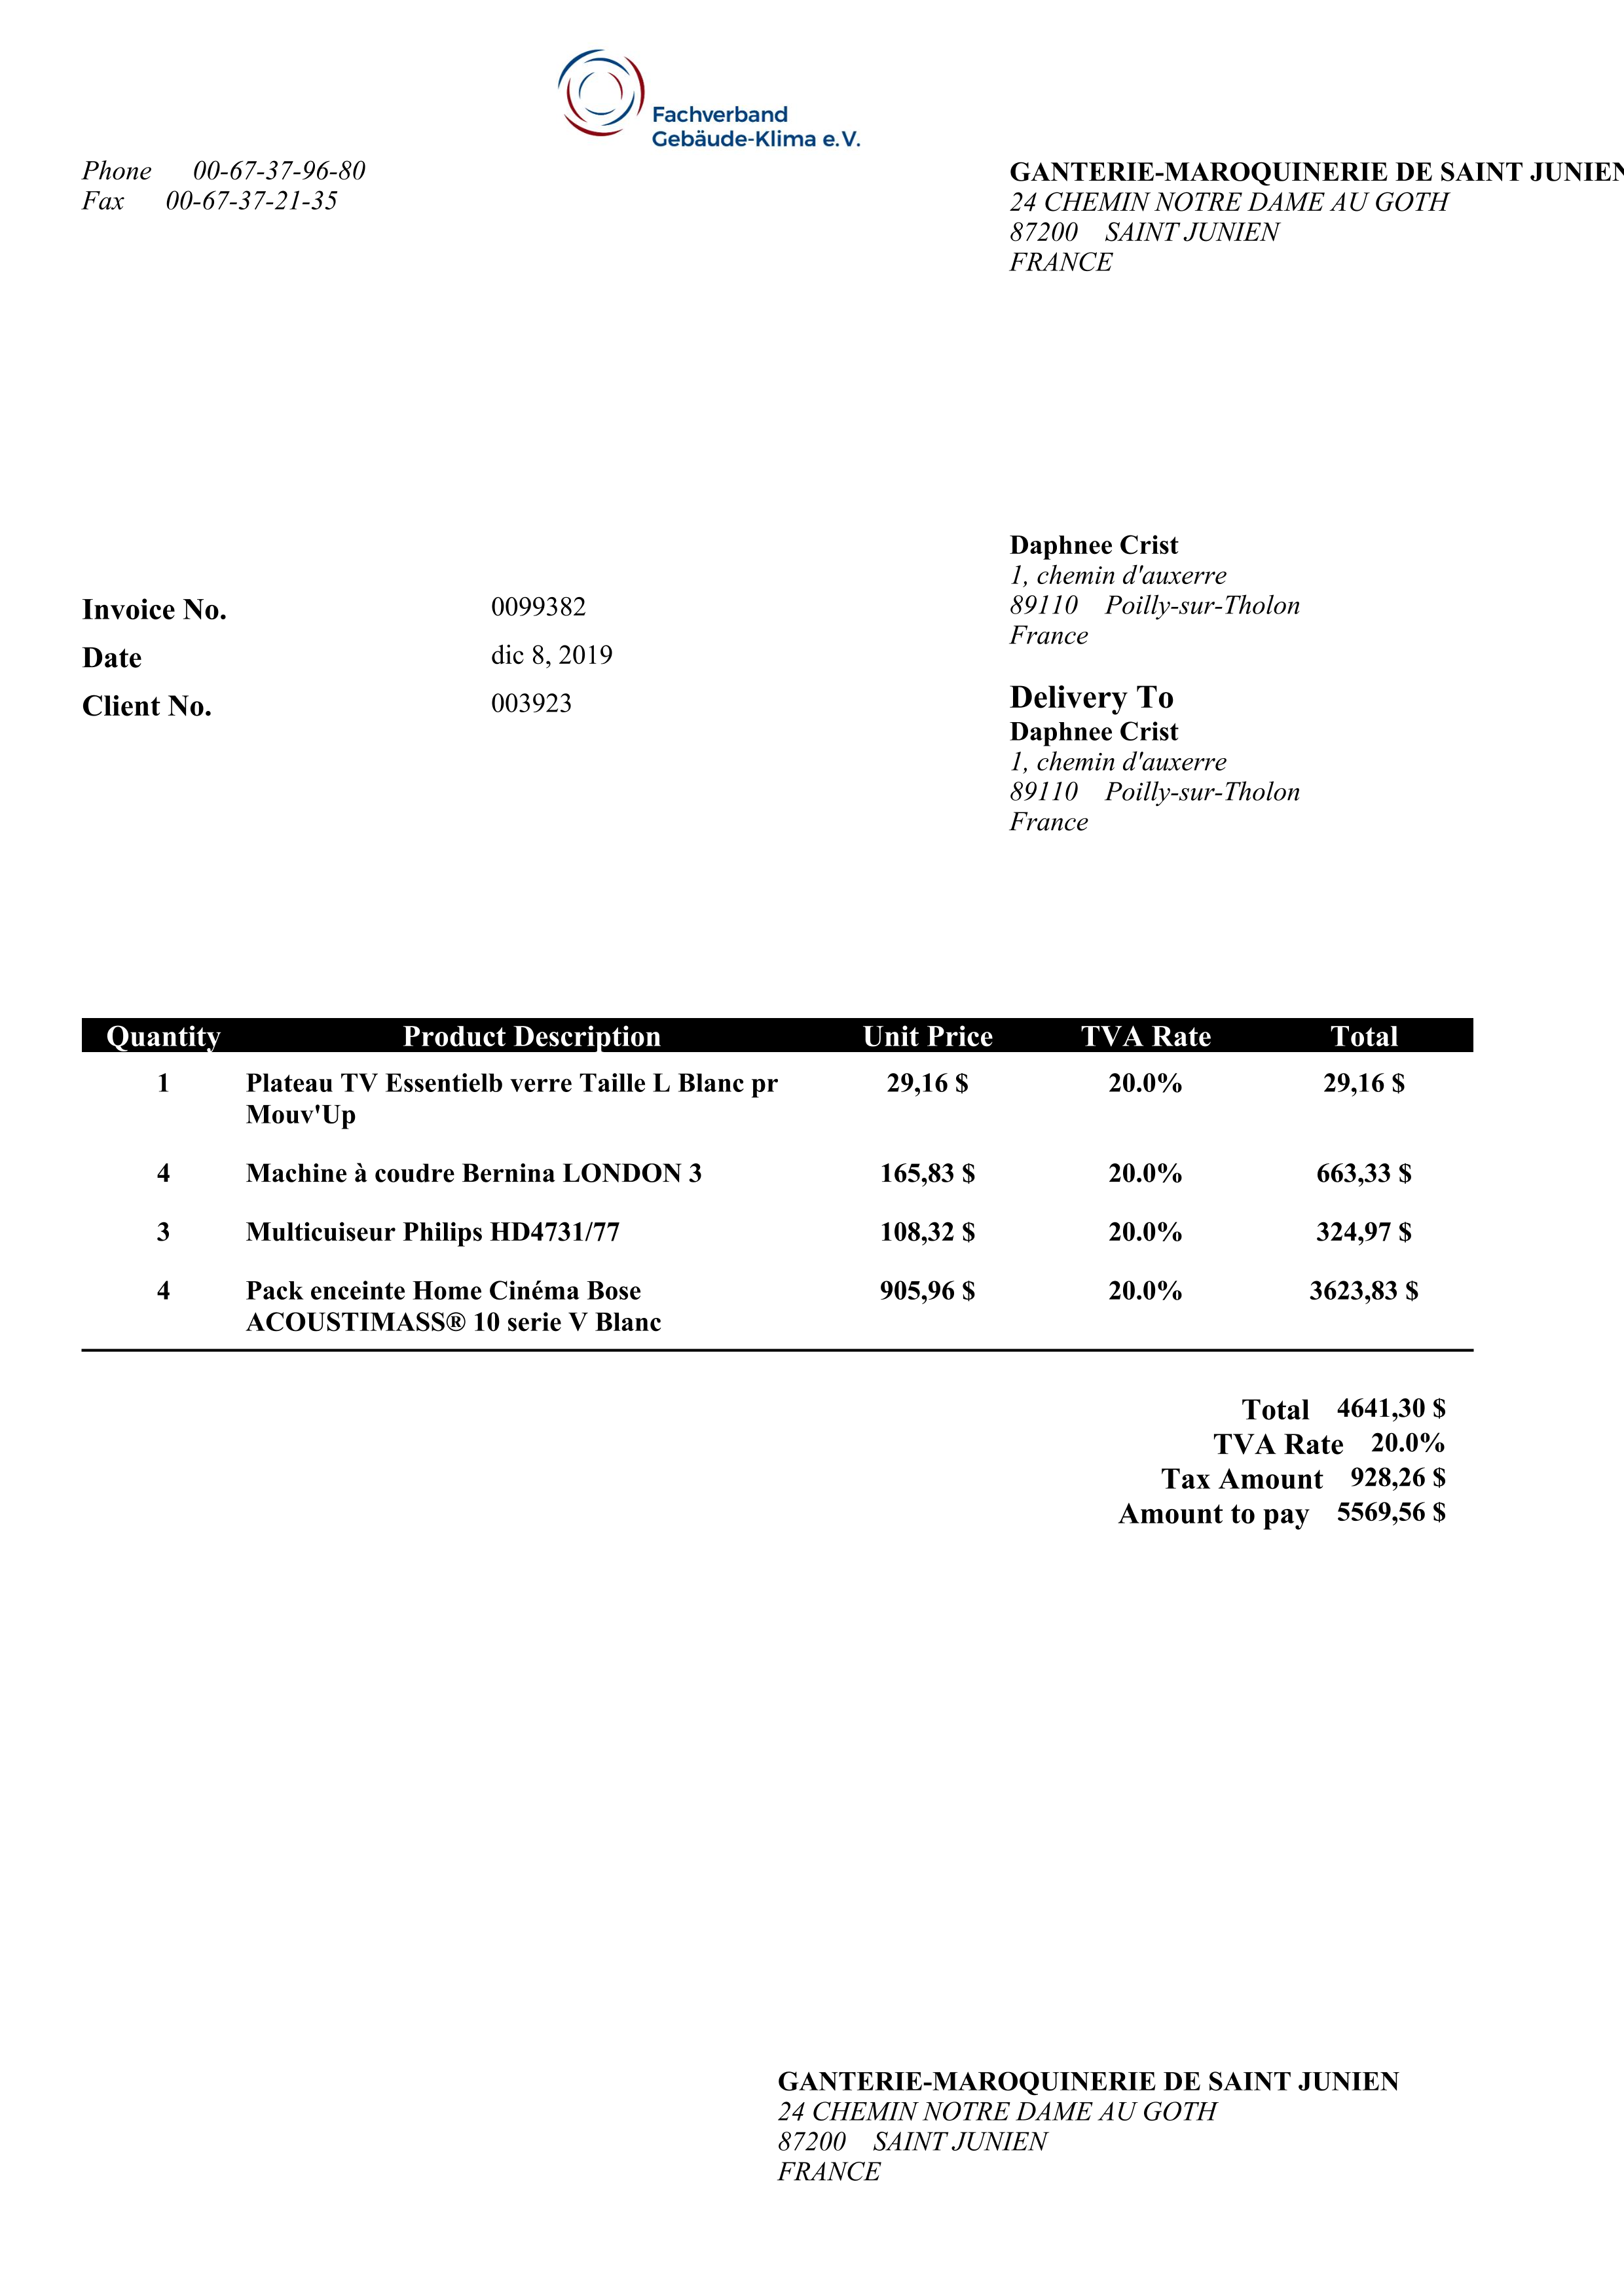 Fachverband
Gebäude-Klima e.V.
Phone 00-67-37-96-80
Fax 00-67-37-21-35
GANTERIE-MAROQUINERIE DE SAINT JUNIEN
24 CHEMIN NOTRE DAME AU GOTH
87200 SAINT JUNIEN
FRANCE
Daphnee Crist
1, chemin d'auxerre
89110 Poilly-sur-Tholon
France
Invoice No. 0099382
Date dic 8, 2019
Client No. 003923
Delivery To
Daphnee Crist
1, chemin d'auxerre
89110 Poilly-sur-Tholon
France
Quantity Product Description Unit Price TVA Rate Total
1 Plateau TV Essentielb verre Taille L Blanc pr 29,16 $ 20.0% 29,16 $
Mouv'Up
4 Machine à coudre Bernina LONDON 3 165,83 $ 20.0% 663,33 $
3 Multicuiseur Philips HD4731/77 108,32 $ 20.0% 324,97 $
4 Pack enceinte Home Cinéma Bose 905,96 $ 20.0% 3623,83 $
ACOUSTIMASS® 10 serie V Blanc
Total 4641,30 $
TVA Rate 20.0%
Tax Amount 928,26 $
Amount to pay 5569,56 $
GANTERIE-MAROQUINERIE DE SAINT JUNIEN
24 CHEMIN NOTRE DAME AU GOTH
87200 SAINT JUNIEN
FRANCE